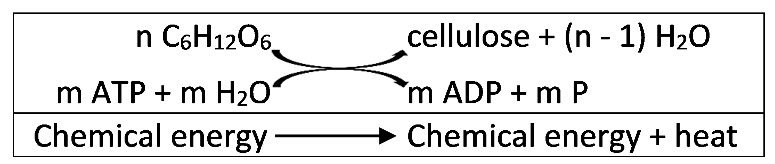 n C₆H₁₂O₆ cellulose + (n - 1) H₂O
m ATP + m H₂O m ADP + m P
Chemical energy Chemical energy + heat